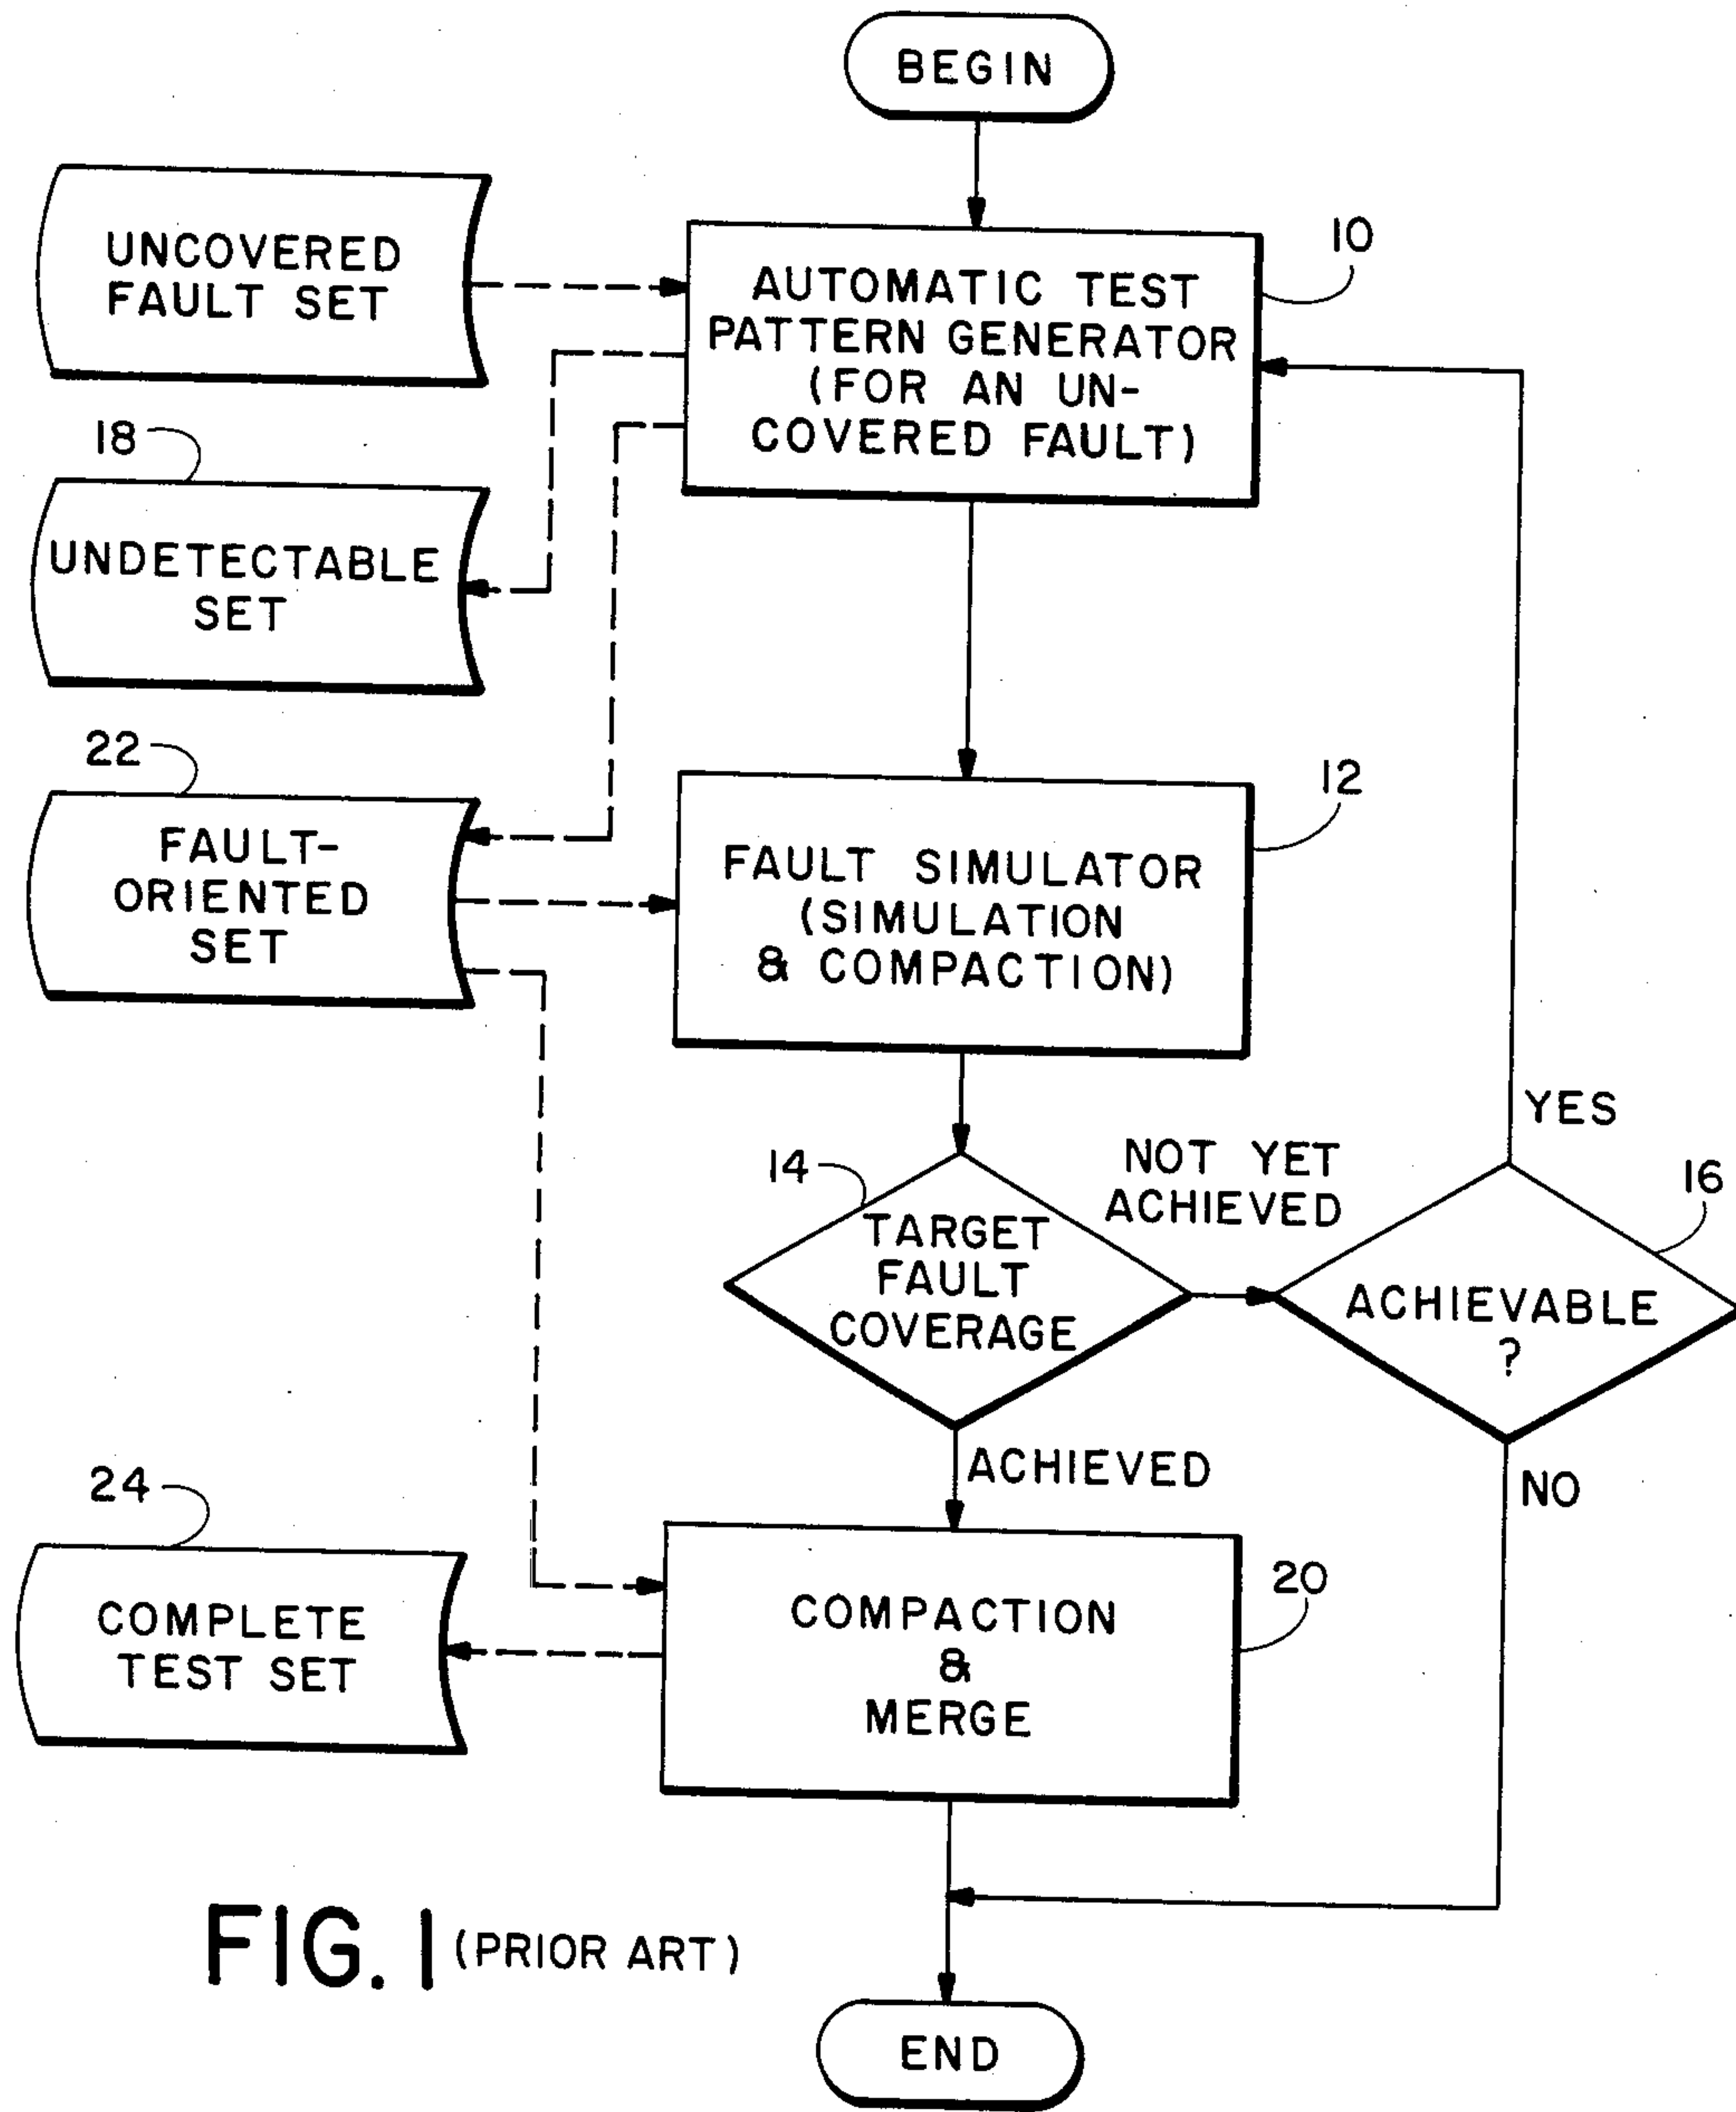 BEGIN
UNCOVERED
FAULT SET
10
AUTOMATIC TEST
PATTERN GENERATOR
(FOR AN UN-
COVERED FAULT)
18
UNDETECTABLE
SET
22
FAULT-
ORIENTED
SET
12
FAULT SIMULATOR
(SIMULATION
& COMPACTION)
YES
14
NOT YET
ACHIEVED
16
TARGET
FAULT
COVERAGE
ACHIEVABLE
?
ACHIEVED
NO
24
COMPLETE
TEST SET
20
COMPACTION
&
MERGE
FIG. 1 (PRIOR ART)
END